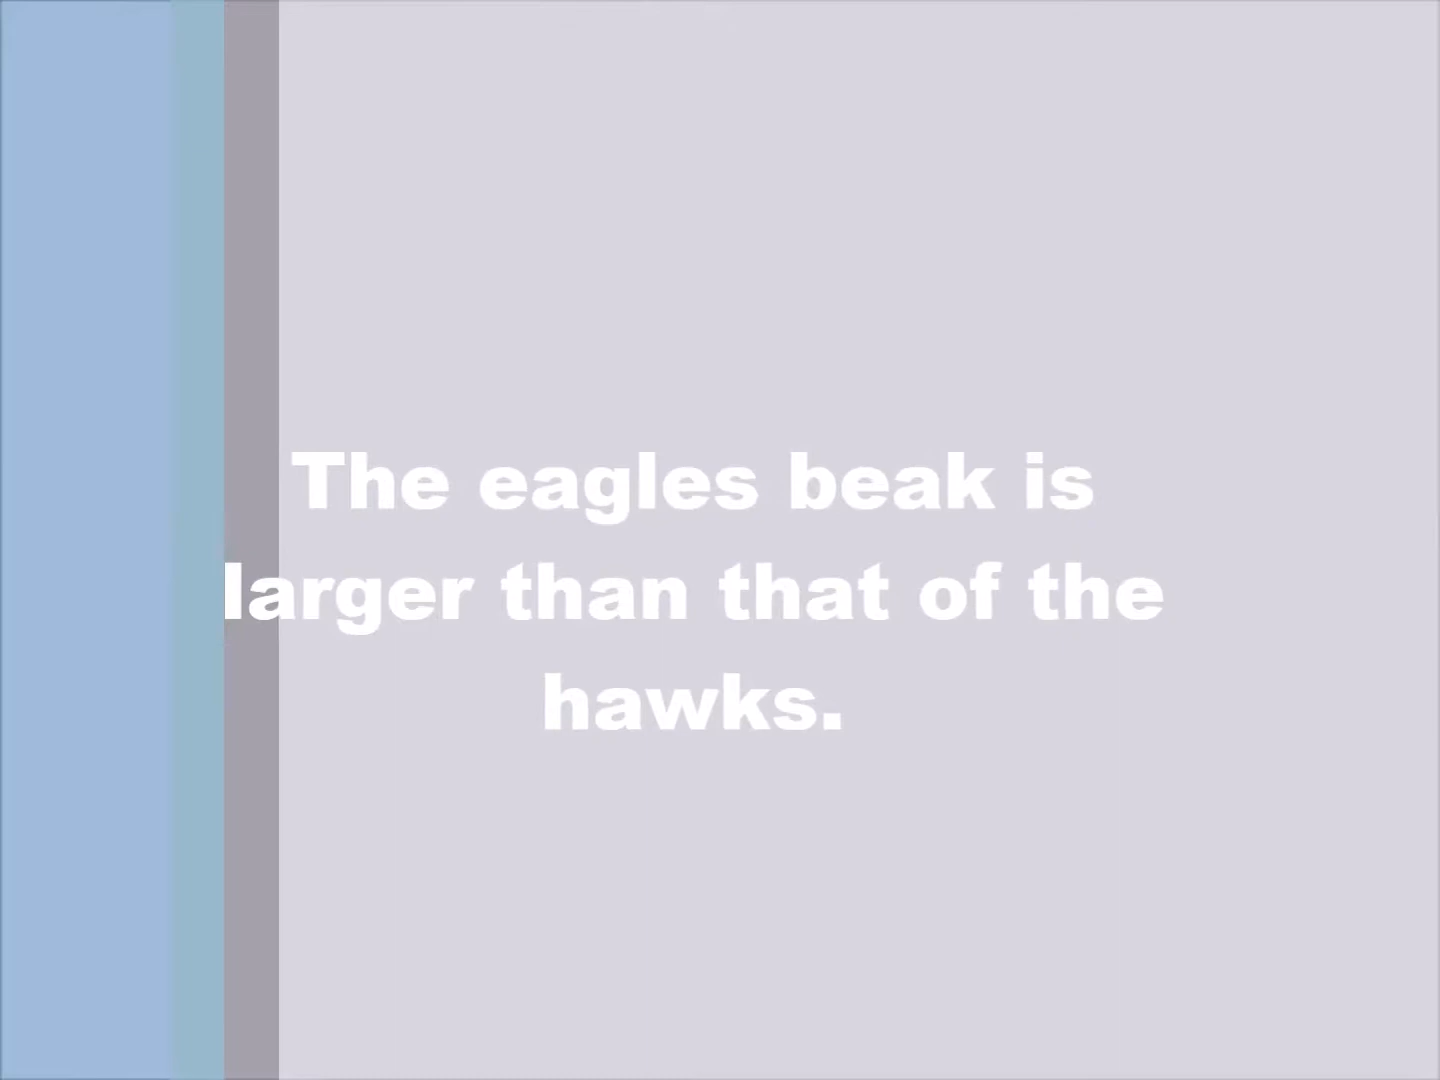 The eagles beak is
larger than that of the
hawks.